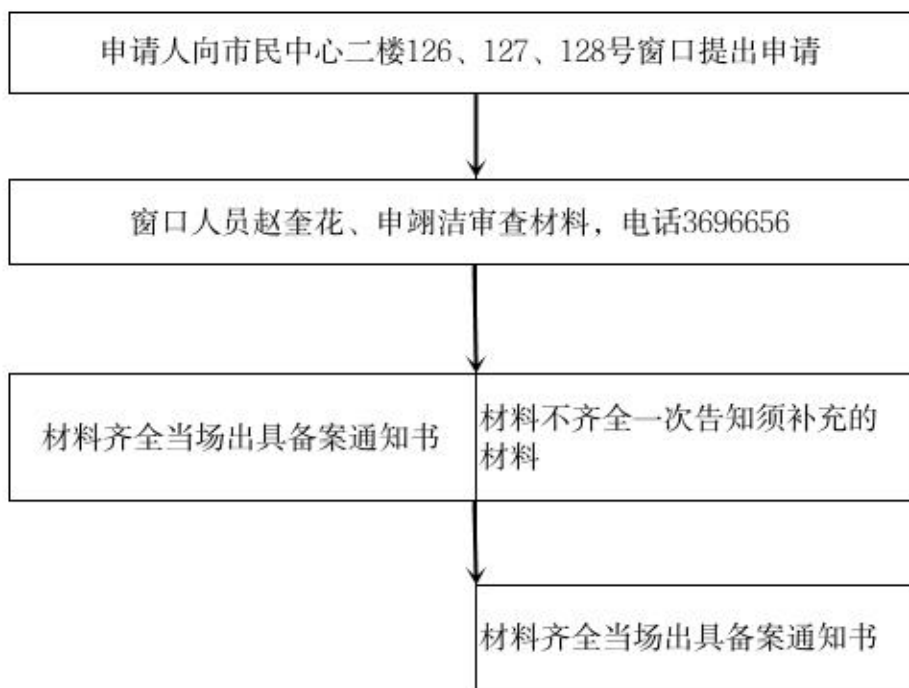 申请人向市民中心二楼126、127、128号窗口提出申请
窗口人员赵奎花、申翊洁审查材料，电话3696656
材料齐全当场出具备案通知书
材料不齐全一次告知须补充的
材料
材料齐全当场出具备案通知书